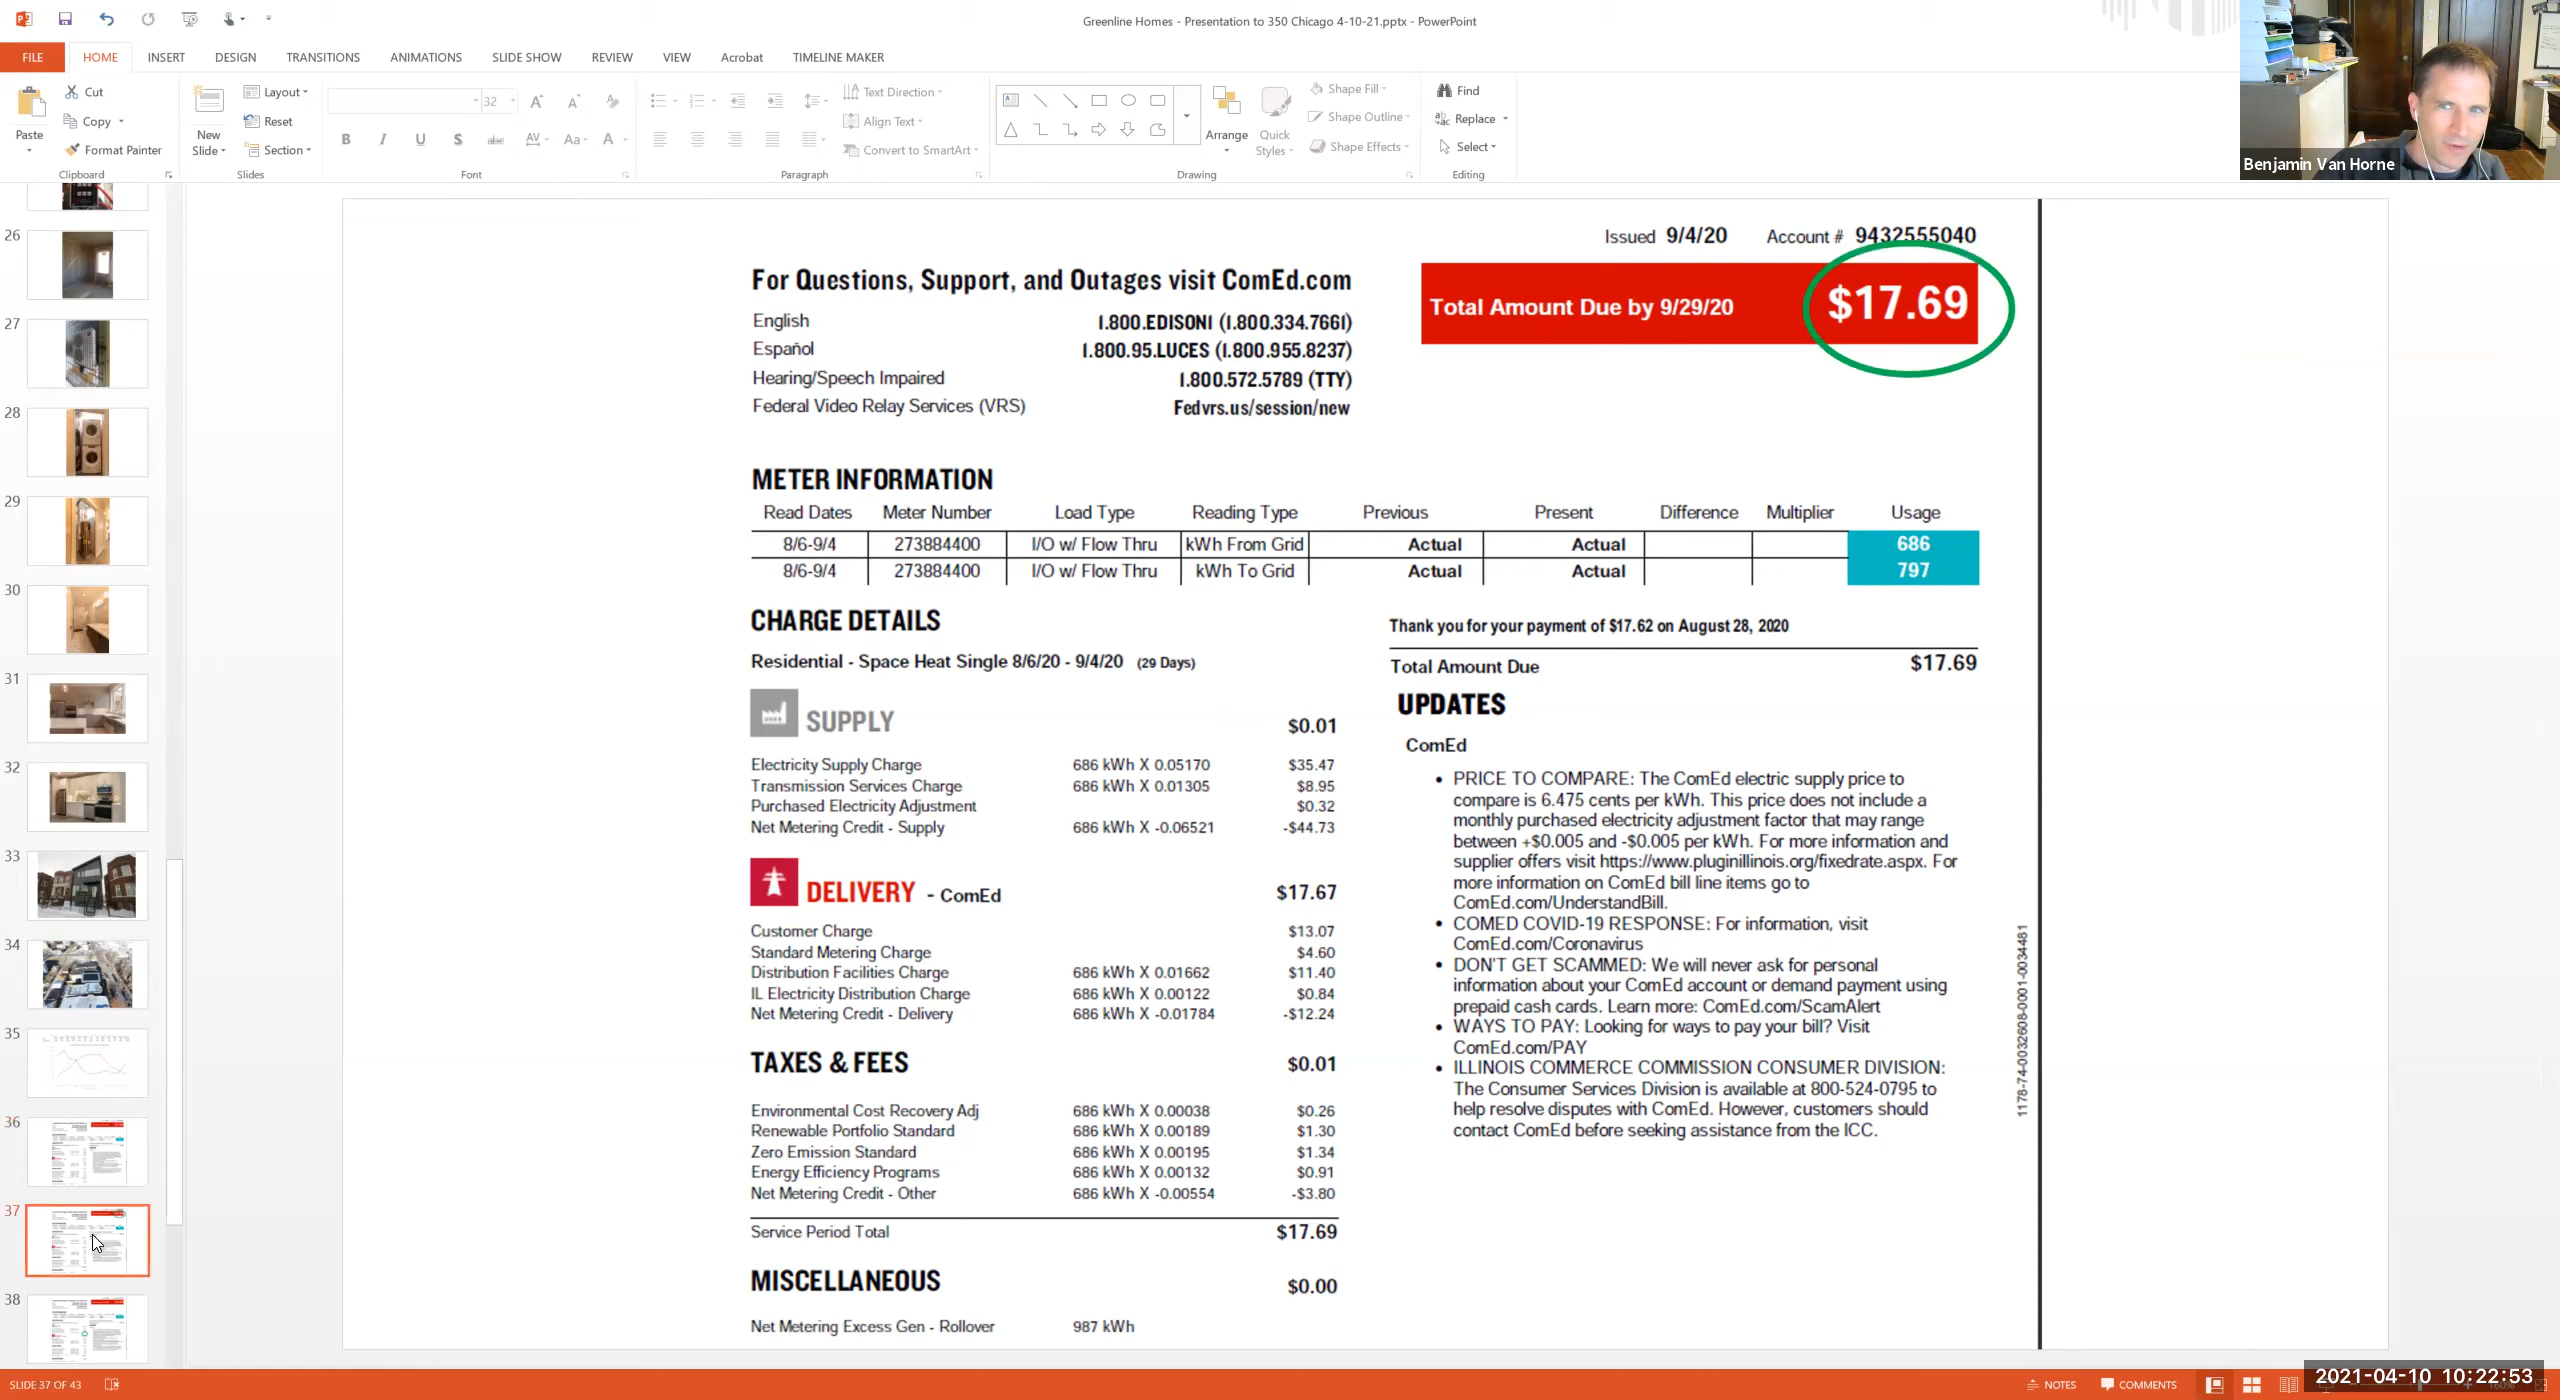 Greenline Homes - Presentation to 350 Chicago 4-10-21.pptx - PowerPoint
FILE HOME INSERT DESIGN TRANSITIONS ANIMATIONS SLIDE SHOW REVIEW VIEW Acrobat TIMELINE MAKER
Paste
Cut
Copy
Format Painter
Clipboard
New Slide
Layout
Reset
Section
Slides
32
B I U S abc AV Aa A
Font
Text Direction
Align Text
Convert to SmartArt
Paragraph
Arrange
Quick Styles
Shape Fill
Shape Outline
Shape Effects
Drawing
Find
Replace
Select
Editing
Benjamin Van Horne
26
27
28
29
30
31
32
33
34
35
36
37
38
Issued 9/4/20 Account # 9432555040
Total Amount Due by 9/29/20 $17.69
For Questions, Support, and Outages visit ComEd.com
English 1.800.EDISON1 (1.800.334.7661)
Español 1.800.95.LUCES (1.800.955.8237)
Hearing/Speech Impaired 1.800.572.5789 (TTY)
Federal Video Relay Services (VRS) Fedvrs.us/session/new
METER INFORMATION
Read Dates Meter Number Load Type Reading Type Previous Present Difference Multiplier Usage
8/6-9/4 273884400 I/O w/ Flow Thru kWh From Grid Actual Actual 686
8/6-9/4 273884400 I/O w/ Flow Thru kWh To Grid Actual Actual 797
CHARGE DETAILS
Residential - Space Heat Single 8/6/20 - 9/4/20 (29 Days)
SUPPLY $0.01
Electricity Supply Charge 686 kWh X 0.05170 $35.47
Transmission Services Charge 686 kWh X 0.01305 $8.95
Purchased Electricity Adjustment $0.32
Net Metering Credit - Supply 686 kWh X -0.06521 -$44.73
DELIVERY - ComEd $17.67
Customer Charge $13.07
Standard Metering Charge $4.60
Distribution Facilities Charge 686 kWh X 0.01662 $11.40
IL Electricity Distribution Charge 686 kWh X 0.00122 $0.84
Net Metering Credit - Delivery 686 kWh X -0.01784 -$12.24
TAXES & FEES $0.01
Environmental Cost Recovery Adj 686 kWh X 0.00038 $0.26
Renewable Portfolio Standard 686 kWh X 0.00189 $1.30
Zero Emission Standard 686 kWh X 0.00195 $1.34
Energy Efficiency Programs 686 kWh X 0.00132 $0.91
Net Metering Credit - Other 686 kWh X -0.00554 -$3.80
Service Period Total $17.69
MISCELLANEOUS $0.00
Net Metering Excess Gen - Rollover 987 kWh
Thank you for your payment of $17.62 on August 28, 2020
Total Amount Due $17.69
UPDATES
ComEd
• PRICE TO COMPARE: The ComEd electric supply price to
compare is 6.475 cents per kWh. This price does not include a
monthly purchased electricity adjustment factor that may range
between +$0.005 and -$0.005 per kWh. For more information and
supplier offers visit https://www.pluginillinois.org/fixedrate.aspx. For
more information on ComEd bill line items go to
ComEd.com/UnderstandBill.
• COMED COVID-19 RESPONSE: For information, visit
ComEd.com/Coronavirus
• DON'T GET SCAMMED: We will never ask for personal
information about your ComEd account or demand payment using
prepaid cash cards. Learn more: ComEd.com/ScamAlert
• WAYS TO PAY: Looking for ways to pay your bill? Visit
ComEd.com/PAY
• ILLINOIS COMMERCE COMMISSION CONSUMER DIVISION:
The Consumer Services Division is available at 800-524-0795 to
help resolve disputes with ComEd. However, customers should
contact ComEd before seeking assistance from the ICC.
1178-74-0032608-0001-0034481
SLIDE 37 OF 43
NOTES COMMENTS
2021-04-10 10:22:53